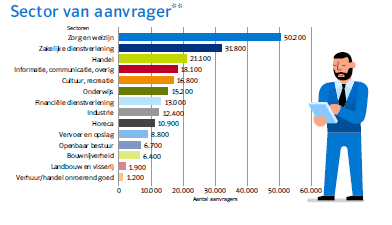 Sector van aanvrager**
Sectoren
Zorg en welzijn 50.200
Zakelijke dienstverlening 31.800
Handel 21.100
Informatie, communicatie, overig 18.100
Cultuur, recreatie 16.800
Onderwijs 15.200
Financiële dienstverlening 13.000
Industrie 12.400
Horeca 10.900
Vervoer en opslag 8.800
Openbaar bestuur 6.700
Bouwnijverheid 6.400
Landbouw en visserij 1.900
Verhuur/handel onroerend goed 1.200
0 10.000 20.000 30.000 40.000 50.000 60.000
Aantal aanvragers